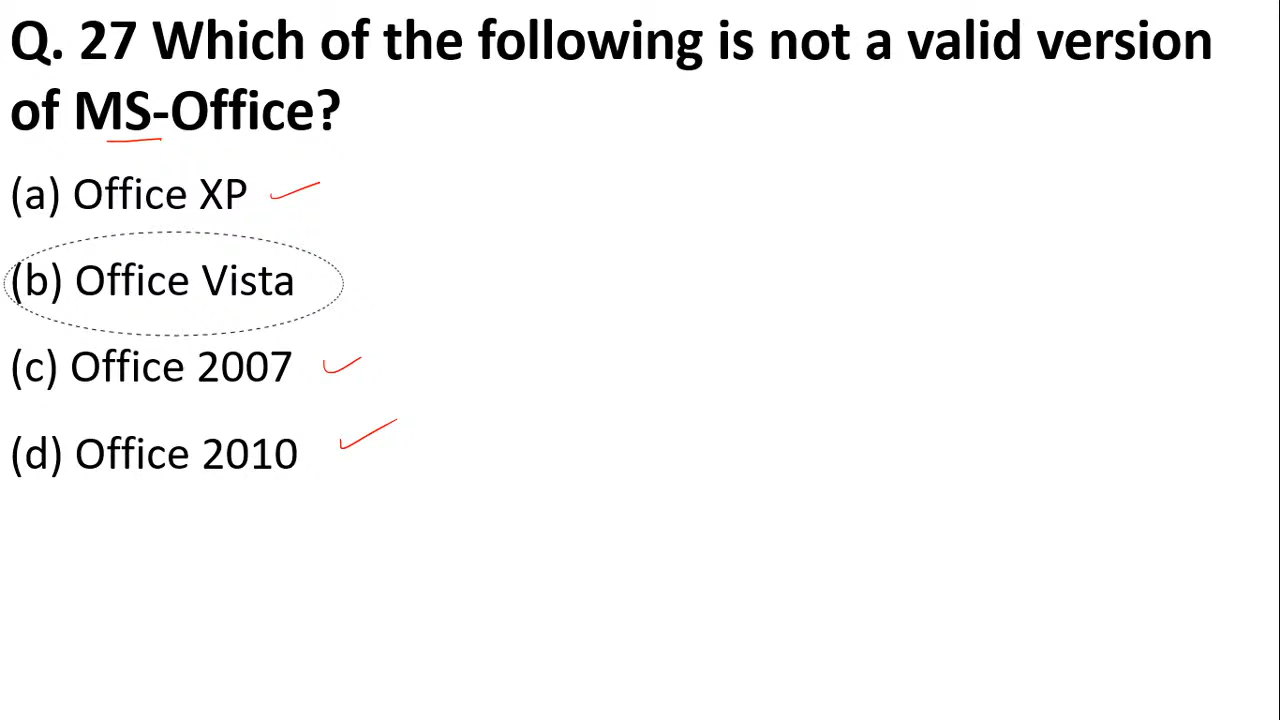 Q. 27 Which of the following is not a valid version
of MS-Office?
(a) Office XP
(b) Office Vista
(c) Office 2007
(d) Office 2010